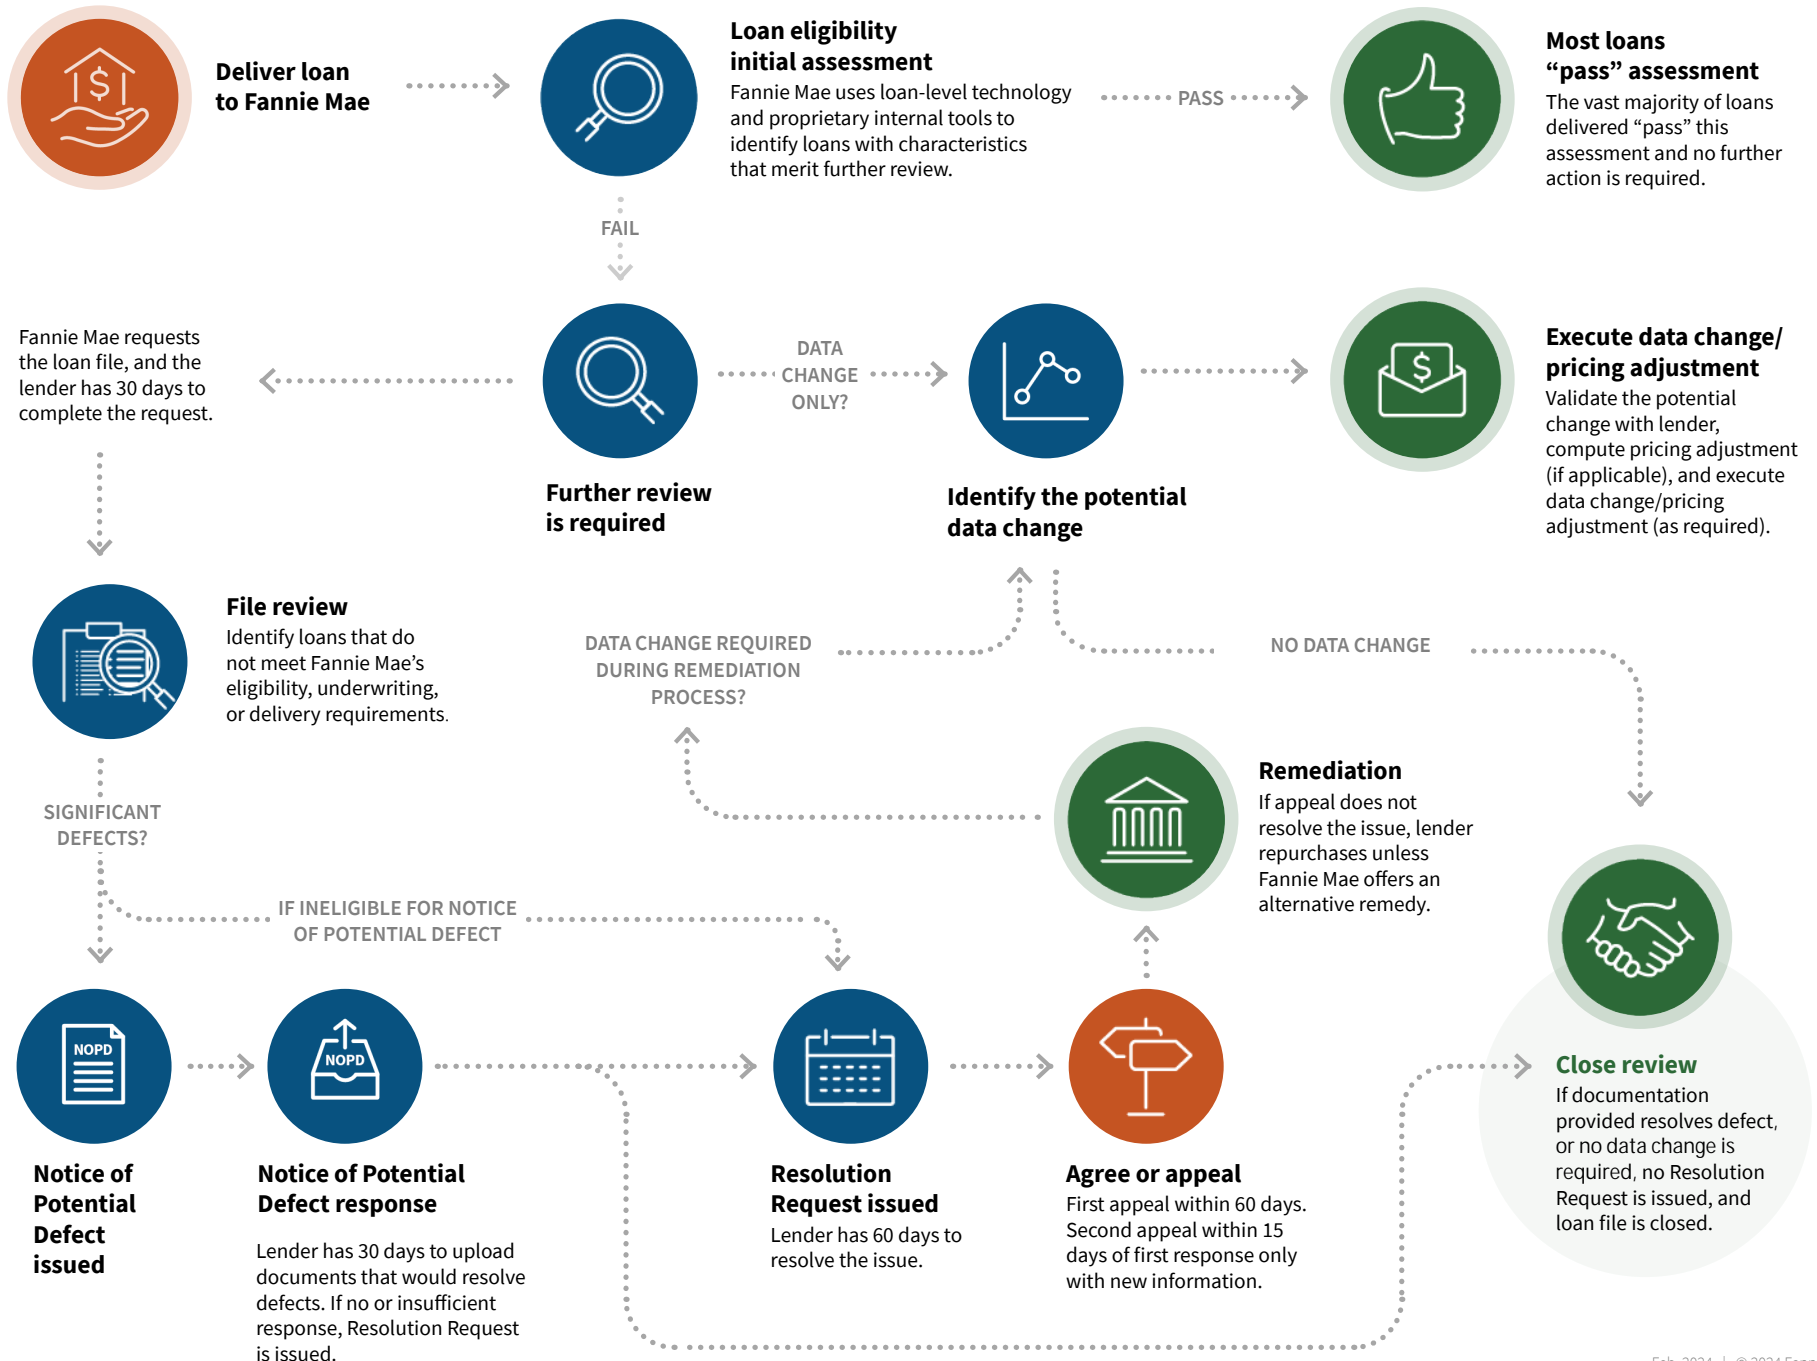 Deliver loan
to Fannie Mae
Loan eligibility
initial assessment
Fannie Mae uses loan-level technology
and proprietary internal tools to
identify loans with characteristics
that merit further review.
PASS
Most loans
“pass” assessment
The vast majority of loans
delivered “pass” this
assessment and no further
action is required.
FAIL
Fannie Mae requests
the loan file, and the
lender has 30 days to
complete the request.
Further review
is required
DATA
CHANGE
ONLY?
Identify the potential
data change
Execute data change/
pricing adjustment
Validate the potential
change with lender,
compute pricing adjustment
(if applicable), and execute
data change/pricing
adjustment (as required).
File review
Identify loans that do
not meet Fannie Mae’s
eligibility, underwriting,
or delivery requirements.
DATA CHANGE REQUIRED
DURING REMEDIATION
PROCESS?
NO DATA CHANGE
SIGNIFICANT
DEFECTS?
Remediation
If appeal does not
resolve the issue, lender
repurchases unless
Fannie Mae offers an
alternative remedy.
IF INELIGIBLE FOR NOTICE
OF POTENTIAL DEFECT
NOPD
Notice of
Potential
Defect
issued
NOPD
Notice of Potential
Defect response
Lender has 30 days to upload
documents that would resolve
defects. If no or insufficient
response, Resolution Request
is issued.
Resolution
Request issued
Lender has 60 days to
resolve the issue.
Agree or appeal
First appeal within 60 days.
Second appeal within 15
days of first response only
with new information.
Close review
If documentation
provided resolves defect,
or no data change is
required, no Resolution
Request is issued, and
loan file is closed.